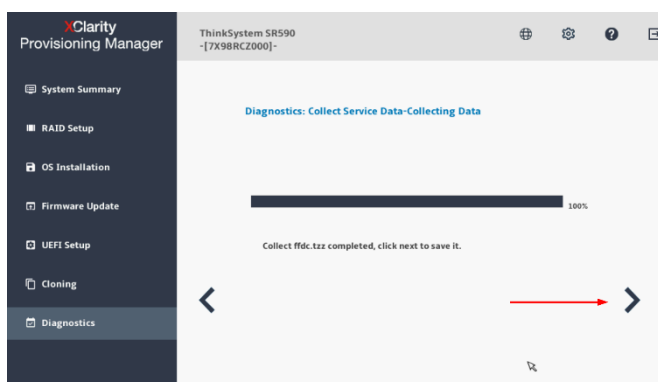 XClarity
Provisioning Manager
ThinkSystem SR590
-[7X98RCZ000]-
System Summary
RAID Setup
OS Installation
Firmware Update
UEFI Setup
Cloning
Diagnostics
Diagnostics: Collect Service Data-Collecting Data
100%
Collect ffdc.tzz completed, click next to save it.